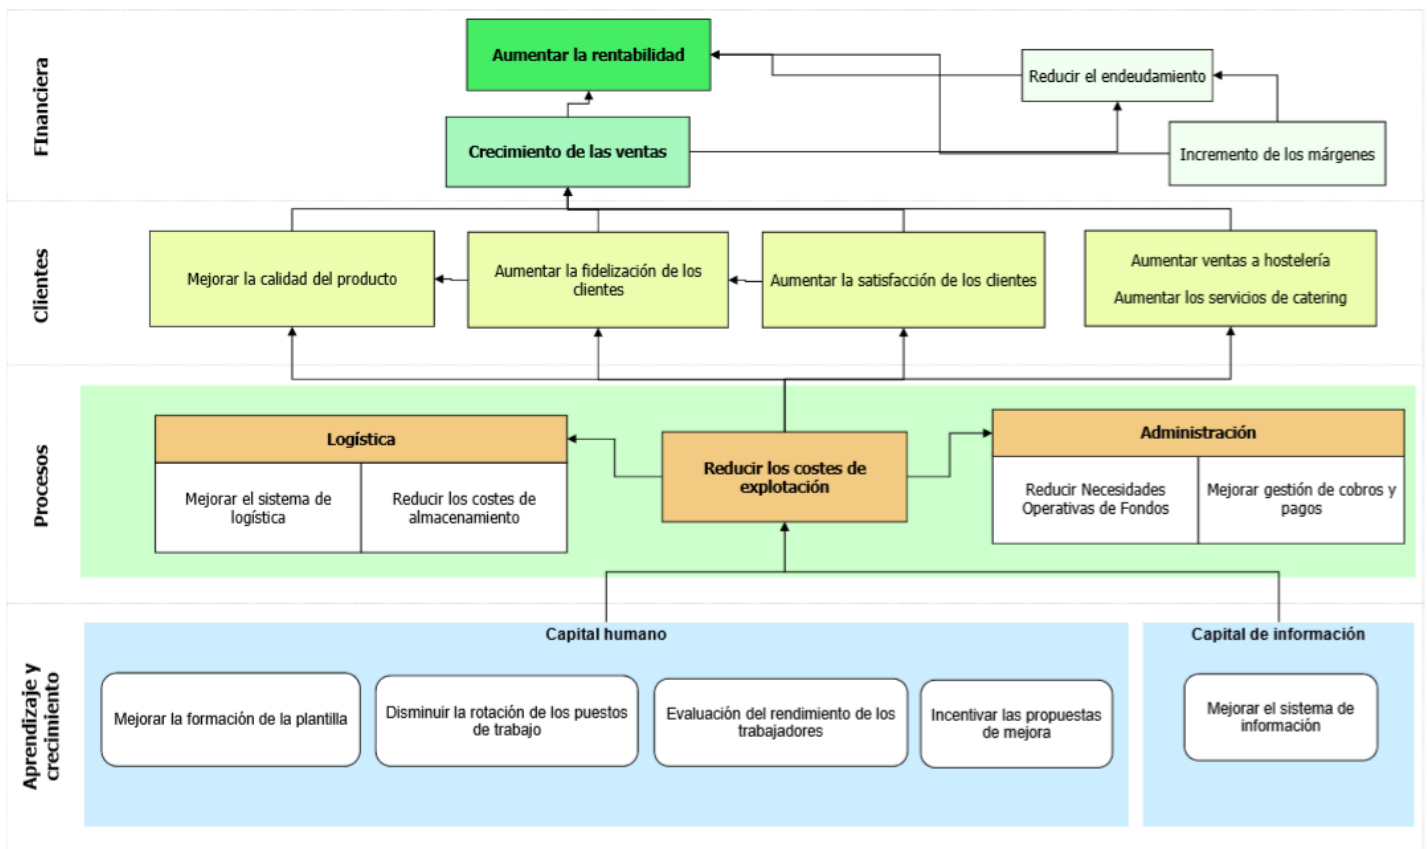 FInanciera
Aumentar la rentabilidad
Reducir el endeudamiento
Crecimiento de las ventas
Incremento de los márgenes
Clientes
Mejorar la calidad del producto
Aumentar la fidelización de los
clientes
Aumentar la satisfacción de los clientes
Aumentar ventas a hostelería
Aumentar los servicios de catering
Procesos
Logística
Mejorar el sistema de
logística
Reducir los costes de
almacenamiento
Reducir los costes de
explotación
Administración
Reducir Necesidades
Operativas de Fondos
Mejorar gestión de cobros y
pagos
Aprendizaje y
crecimiento
Capital humano
Mejorar la formación de la plantilla
Disminuir la rotación de los puestos
de trabajo
Evaluación del rendimiento de los
trabajadores
Incentivar las propuestas
de mejora
Capital de información
Mejorar el sistema de
información